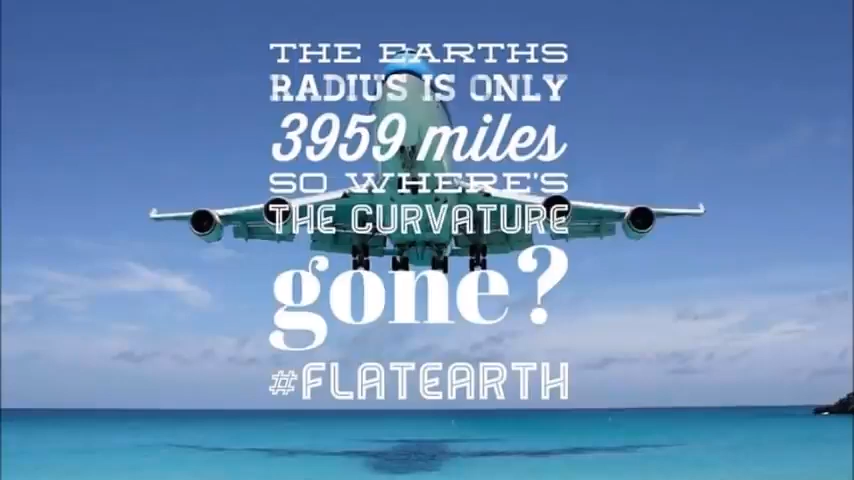 THE EARTHS
RADIUS IS ONLY
3959 miles
SO WHERE'S
THE CURVATURE
gone?
#FLATEARTH